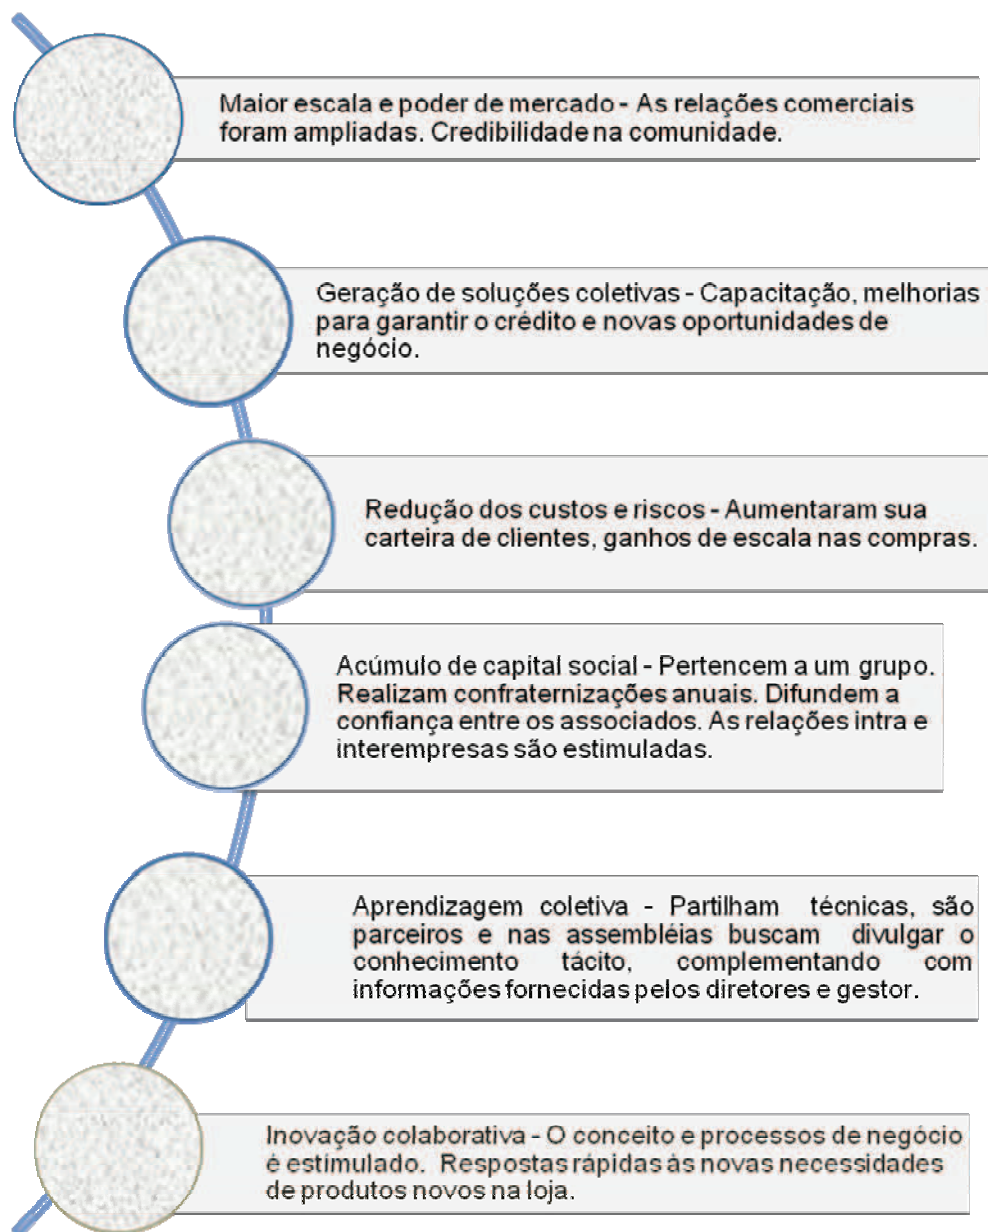 Maior escala e poder de mercado - As relações comerciais
foram ampliadas. Credibilidade na comunidade.
Geração de soluções coletivas - Capacitação, melhorias
para garantir o crédito e novas oportunidades de
negócio.
Redução dos custos e riscos - Aumentaram sua
carteira de clientes, ganhos de escala nas compras.
Acúmulo de capital social - Pertencem a um grupo.
Realizam confraternizações anuais. Difundem a
confiança entre os associados. As relações intra e
interempresas são estimuladas.
Aprendizagem coletiva - Partilham técnicas, são
parceiros e nas assembléias buscam divulgar o
conhecimento tácito, complementando com
informações fornecidas pelos diretores e gestor.
Inovação colaborativa - O conceito e processos de negócio
é estímulado. Respostas rápidas às novas necessidades
de produtos novos na loja.